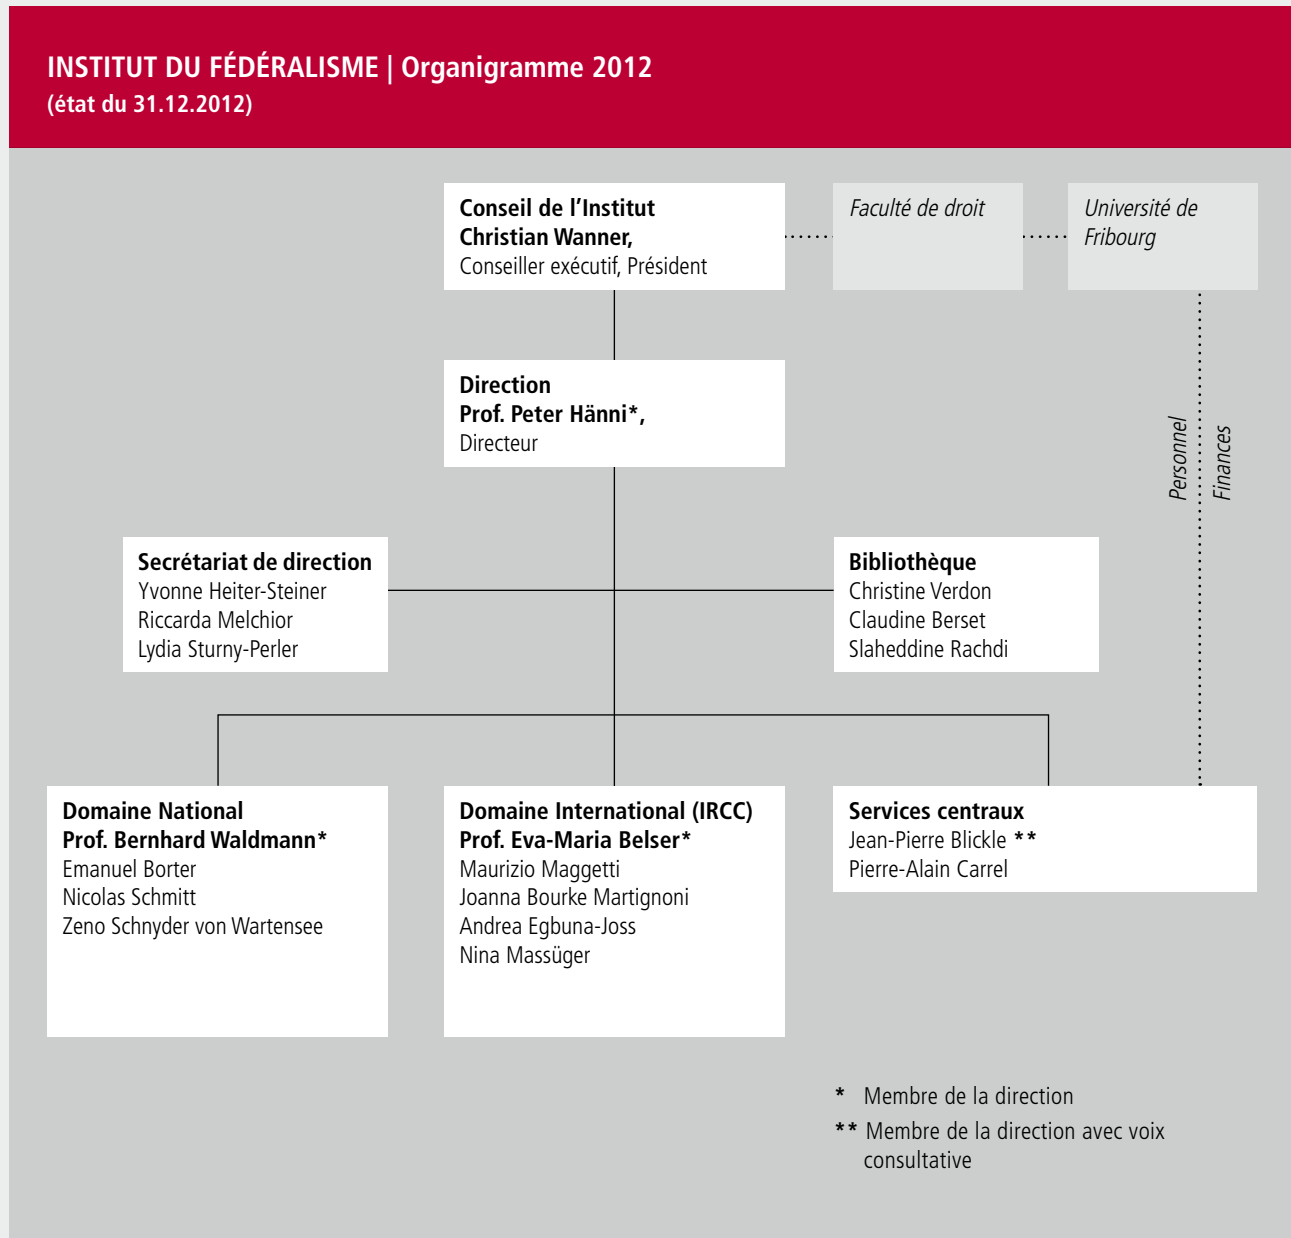 INSTITUT DU FÉDÉRALISME | Organigramme 2012
(état du 31.12.2012)
Conseil de l'Institut
Christian Wanner,
Conseiller exécutif, Président
Faculté de droit
Université de
Fribourg
Direction
Prof. Peter Hänni*,
Directeur
Personnel
Finances
Secrétariat de direction
Yvonne Heiter-Steiner
Riccarda Melchior
Lydia Sturny-Perler
Bibliothèque
Christine Verdon
Claudine Berset
Slaheddine Rachdi
Domaine National
Prof. Bernhard Waldmann*
Emanuel Borter
Nicolas Schmitt
Zeno Schnyder von Wartensee
Domaine International (IRCC)
Prof. Eva-Maria Belser*
Maurizio Maggetti
Joanna Bourke Martignoni
Andrea Egbuna-Joss
Nina Massüger
Services centraux
Jean-Pierre Blickle **
Pierre-Alain Carrel
* Membre de la direction
** Membre de la direction avec voix
consultative